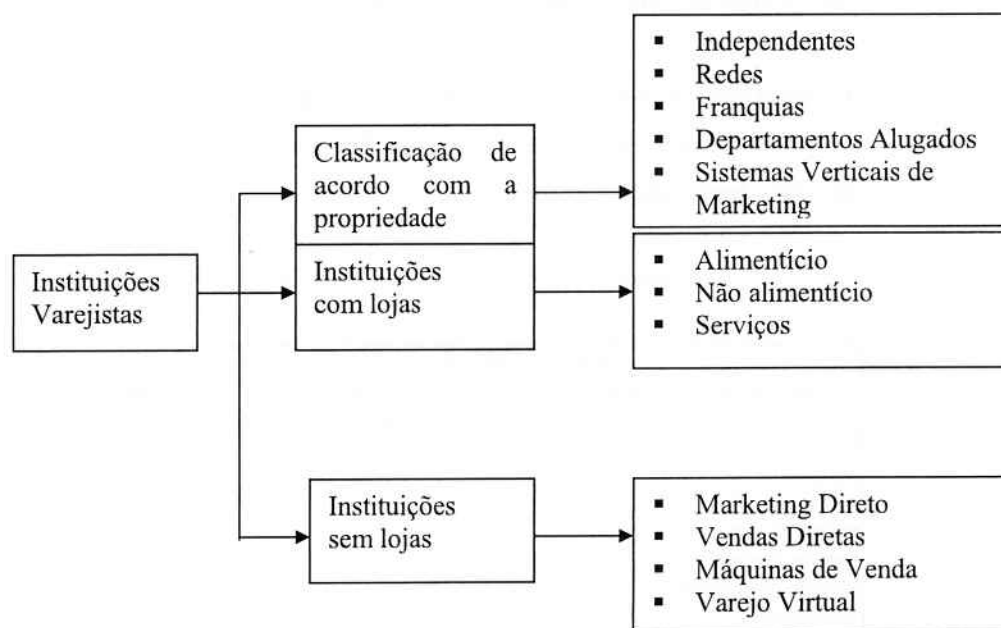 Instituições
Varejistas
Classificação de
acordo com a
propriedade
▪ Independentes
▪ Redes
▪ Franquias
▪ Departamentos Alugados
▪ Sistemas Verticais de
Marketing
Instituições
com lojas
▪ Alimentício
▪ Não alimentício
▪ Serviços
Instituições
sem lojas
▪ Marketing Direto
▪ Vendas Diretas
▪ Máquinas de Venda
▪ Varejo Virtual